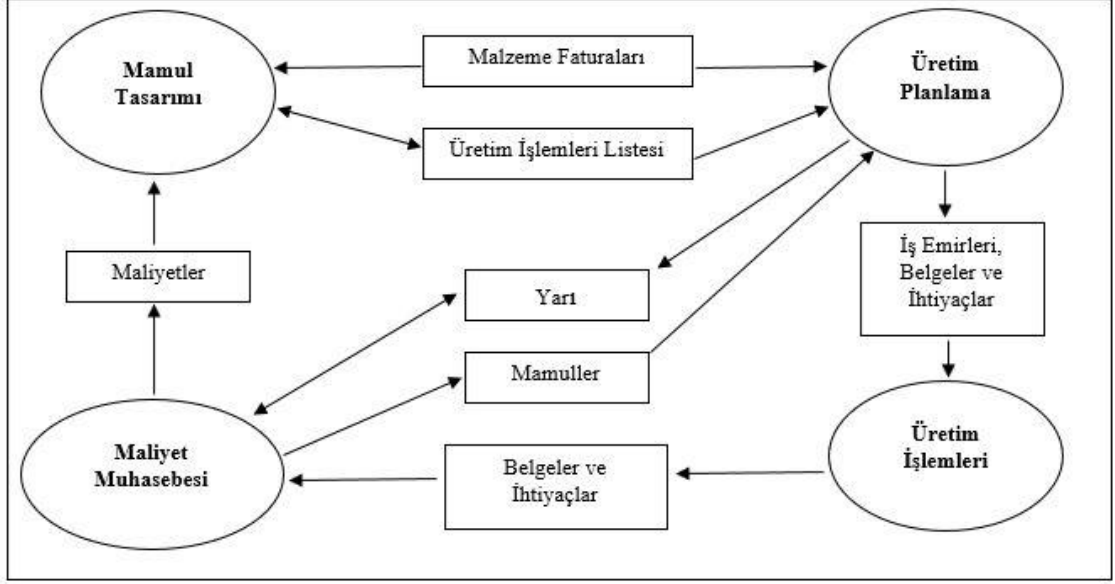 Mamul
Tasarımı
Malzeme Faturaları
Üretim
Planlama
Üretim İşlemleri Listesi
Maliyetler
Yarı
İş Emirleri,
Belgeler ve
İhtiyaçlar
Mamuller
Maliyet
Muhasebesi
Belgeler ve
İhtiyaçlar
Üretim
İşlemleri